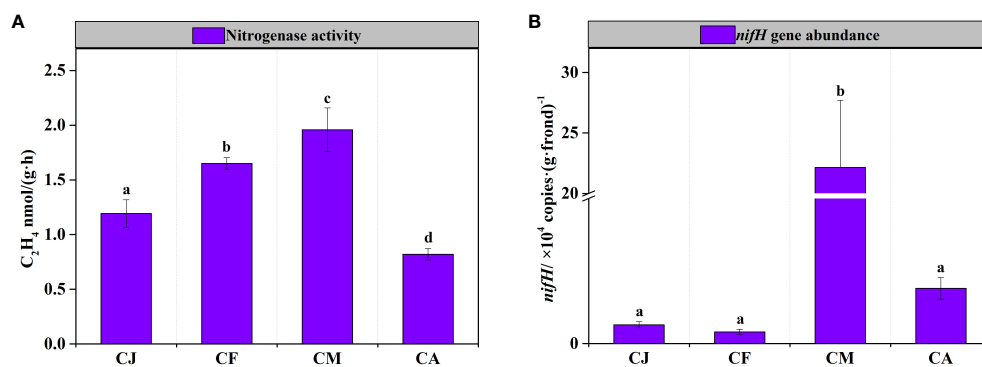 A
Nitrogenase activity
C₂H₄ nmol/(g·h)
2.5
2.0
1.5
1.0
0.5
0.0
a
b
c
d
CJ
CF
CM
CA
B
nifH gene abundance
nifH/ ×10⁴ copies·(g·frond)⁻¹
30
25
20
0
a
a
b
a
CJ
CF
CM
CA